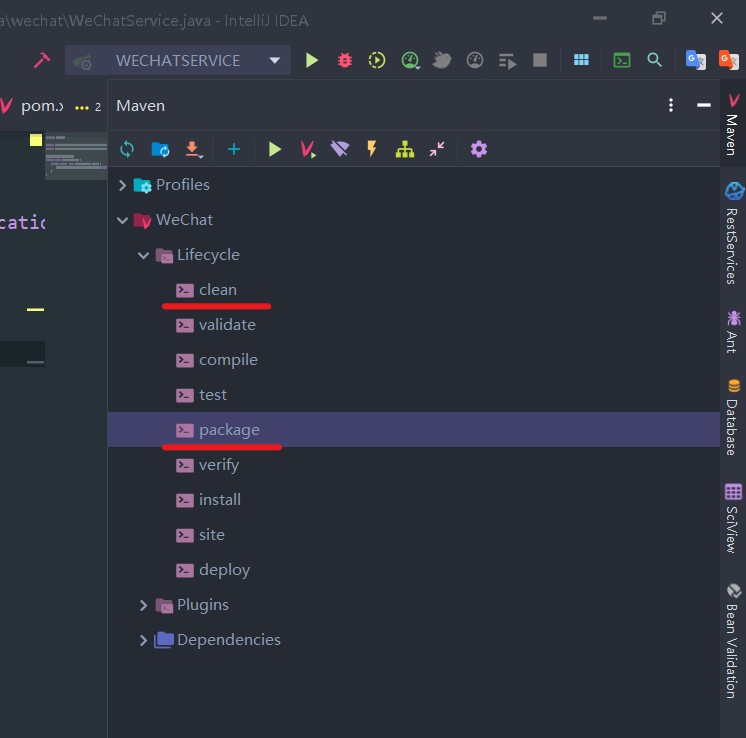 a\wechat\WeChatService.java - IntelliJ IDEA
WECHATSERVICE
pom.x
2
Maven
catio
Profiles
WeChat
Lifecycle
clean
validate
compile
test
package
verify
install
site
deploy
Plugins
Dependencies
Maven
RestServices
Ant
Database
SciView
Bean Validation